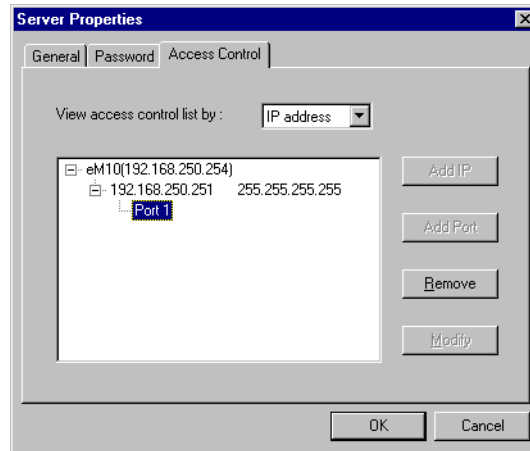 Server Properties
General Password Access Control
View access control list by : IP address
eM10(192.168.250.254)
192.168.250.251 255.255.255.255
Port 1
Add IP
Add Port
Remove
Modify
OK Cancel